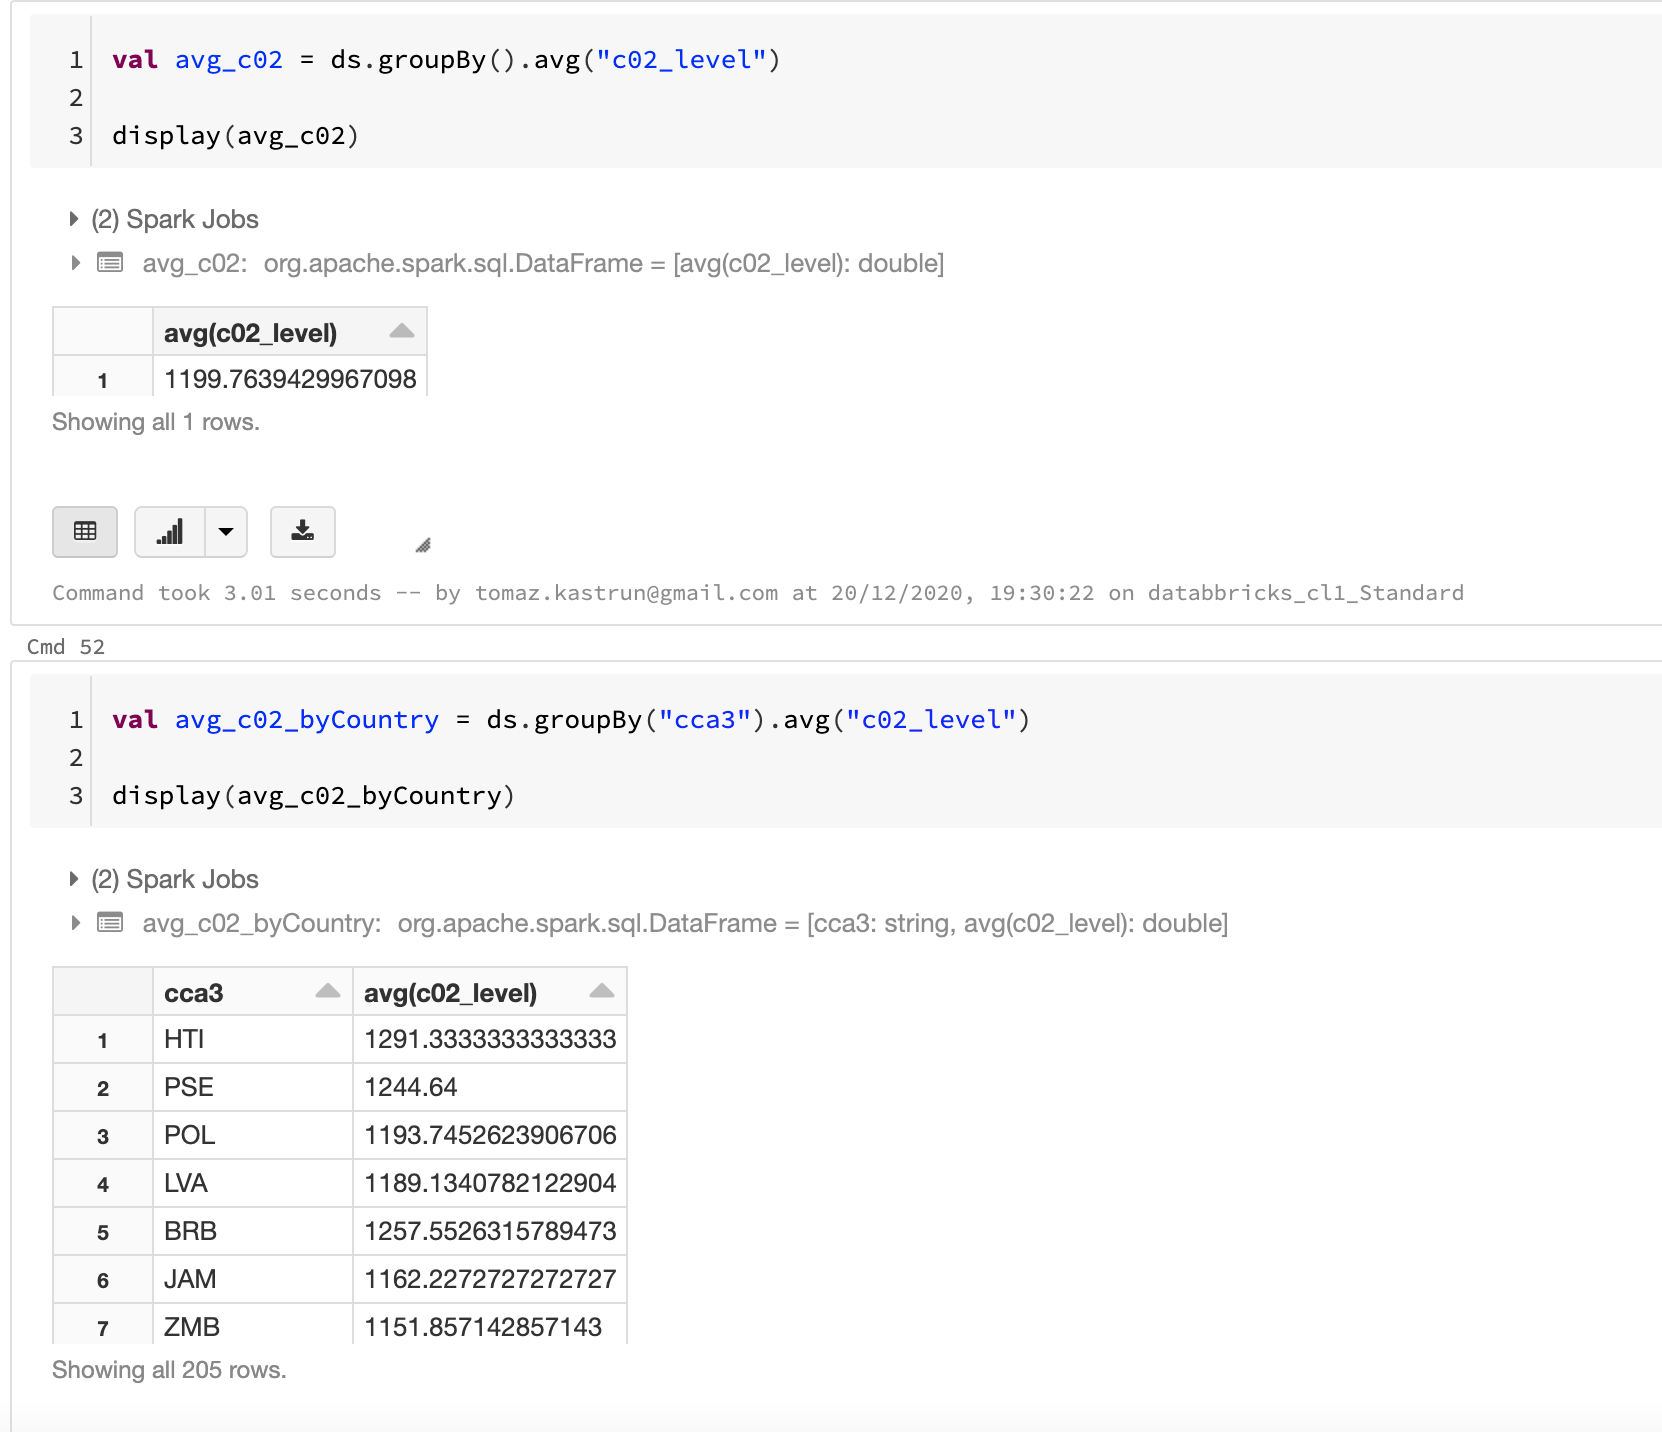 1 val avg_c02 = ds.groupBy().avg("c02_level")
2
3 display(avg_c02)
(2) Spark Jobs
avg_c02: org.apache.spark.sql.DataFrame = [avg(c02_level): double]
avg(c02_level)
1 1199.7639429967098
Showing all 1 rows.
Command took 3.01 seconds -- by tomaz.kastrun@gmail.com at 20/12/2020, 19:30:22 on databbricks_cl1_Standard
Cmd 52
1 val avg_c02_byCountry = ds.groupBy("cca3").avg("c02_level")
2
3 display(avg_c02_byCountry)
(2) Spark Jobs
avg_c02_byCountry: org.apache.spark.sql.DataFrame = [cca3: string, avg(c02_level): double]
cca3 avg(c02_level)
1 HTI 1291.3333333333333
2 PSE 1244.64
3 POL 1193.7452623906706
4 LVA 1189.1340782122904
5 BRB 1257.5526315789473
6 JAM 1162.2272727272727
7 ZMB 1151.857142857143
Showing all 205 rows.